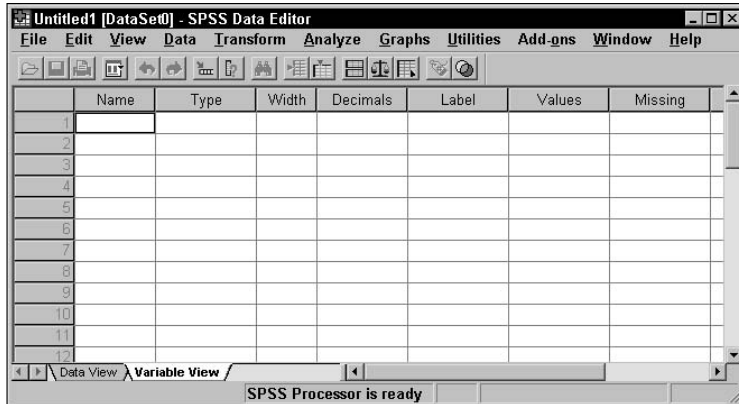 Untitled1 [DataSet0] - SPSS Data Editor
File Edit View Data Transform Analyze Graphs Utilities Add-ons Window Help
Name Type Width Decimals Label Values Missing
1
2
3
4
5
6
7
8
9
10
11
12
Data View Variable View
SPSS Processor is ready